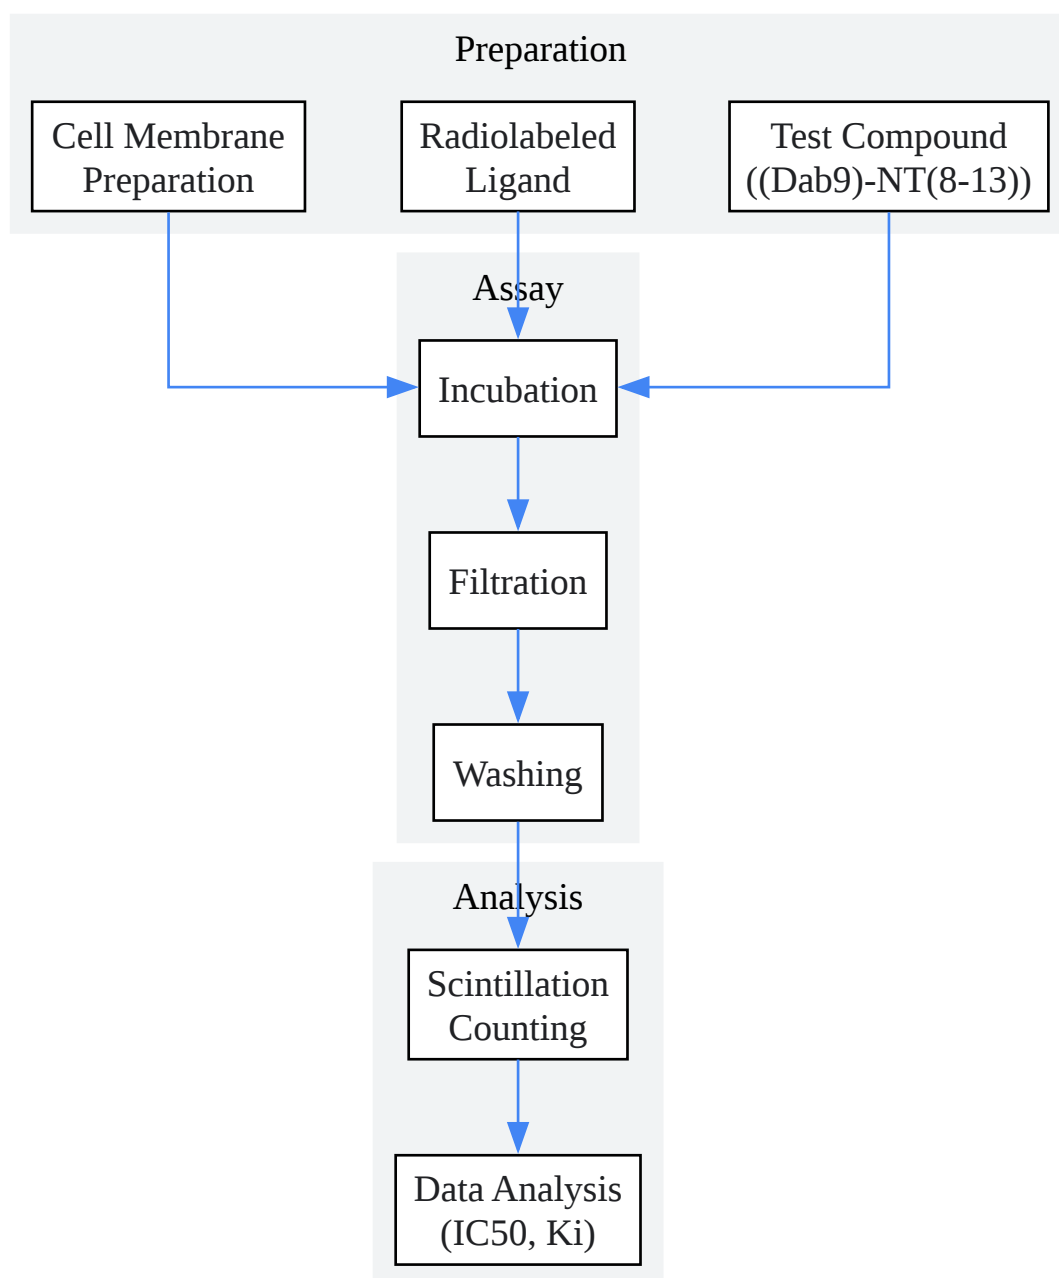 Preparation
Cell Membrane
Preparation
Radiolabeled
Ligand
Test Compound
((Dab9)-NT(8-13))
Assay
Incubation
Filtration
Washing
Analysis
Scintillation
Counting
Data Analysis
(IC50, Ki)